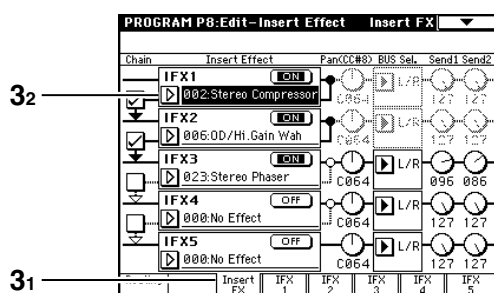 PROGRAM P8:Edit-Insert Effect Insert FX
Chain Insert Effect Pan(CC#8) BUS Sel. Send1 Send2
IFX1 ON
32 002:Stereo Compressor C064 L/R 127 127
IFX2 ON
006:OD/Hi.Gain Wah C064 L/R 127 127
IFX3 ON
023:Stereo Phaser C064 L/R 096 086
IFX4 OFF
000:No Effect C064 L/R 127 127
IFX5 OFF
000:No Effect C064 L/R 127 127
31 Insert FX IFX 1 IFX 2 IFX 3 IFX 4 IFX 5